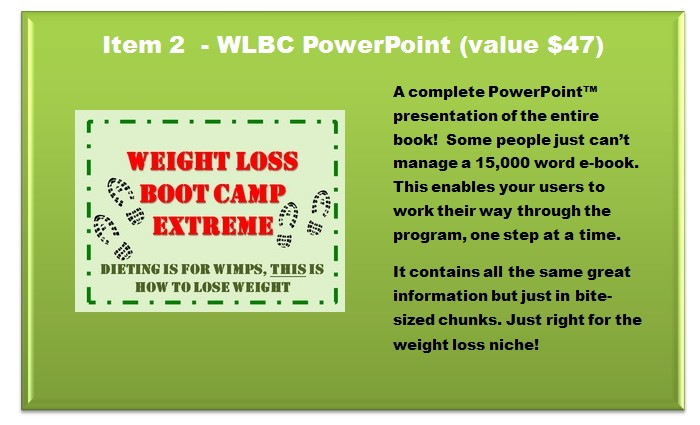 Item 2  - WLBC PowerPoint (value $47)
WEIGHT LOSS
BOOT CAMP
EXTREME
DIETING IS FOR WIMPS, THIS IS
HOW TO LOSE WEIGHT
A complete PowerPoint™
presentation of the entire
book!  Some people just can’t
manage a 15,000 word e-book.
This enables your users to
work their way through the
program, one step at a time.
It contains all the same great
information but just in bite-
sized chunks. Just right for the
weight loss niche!